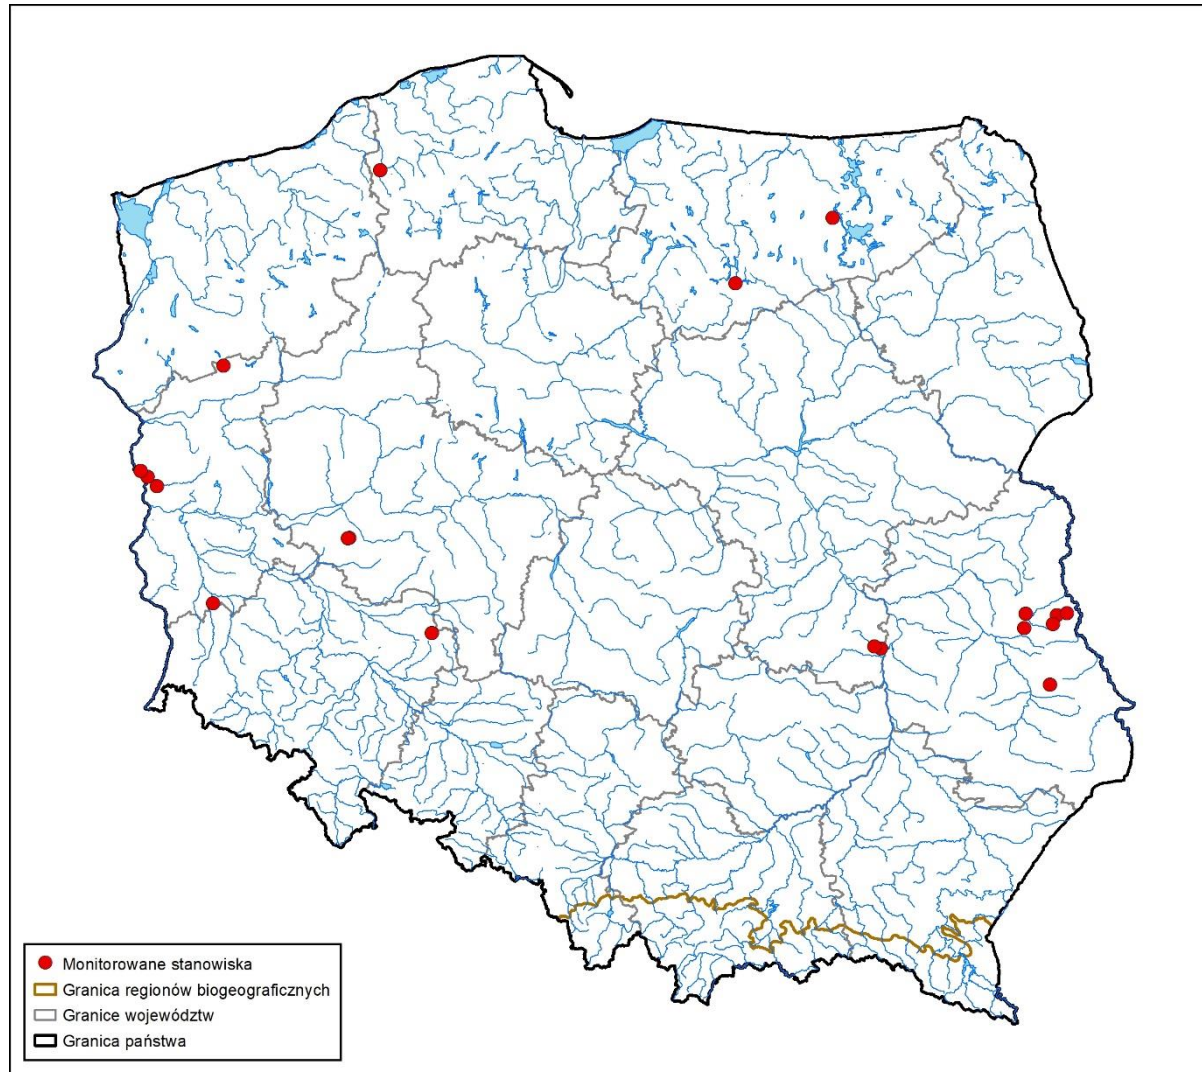 Monitorowane stanowiska
Granica regionów biogeograficznych
Granice województw
Granica państwa